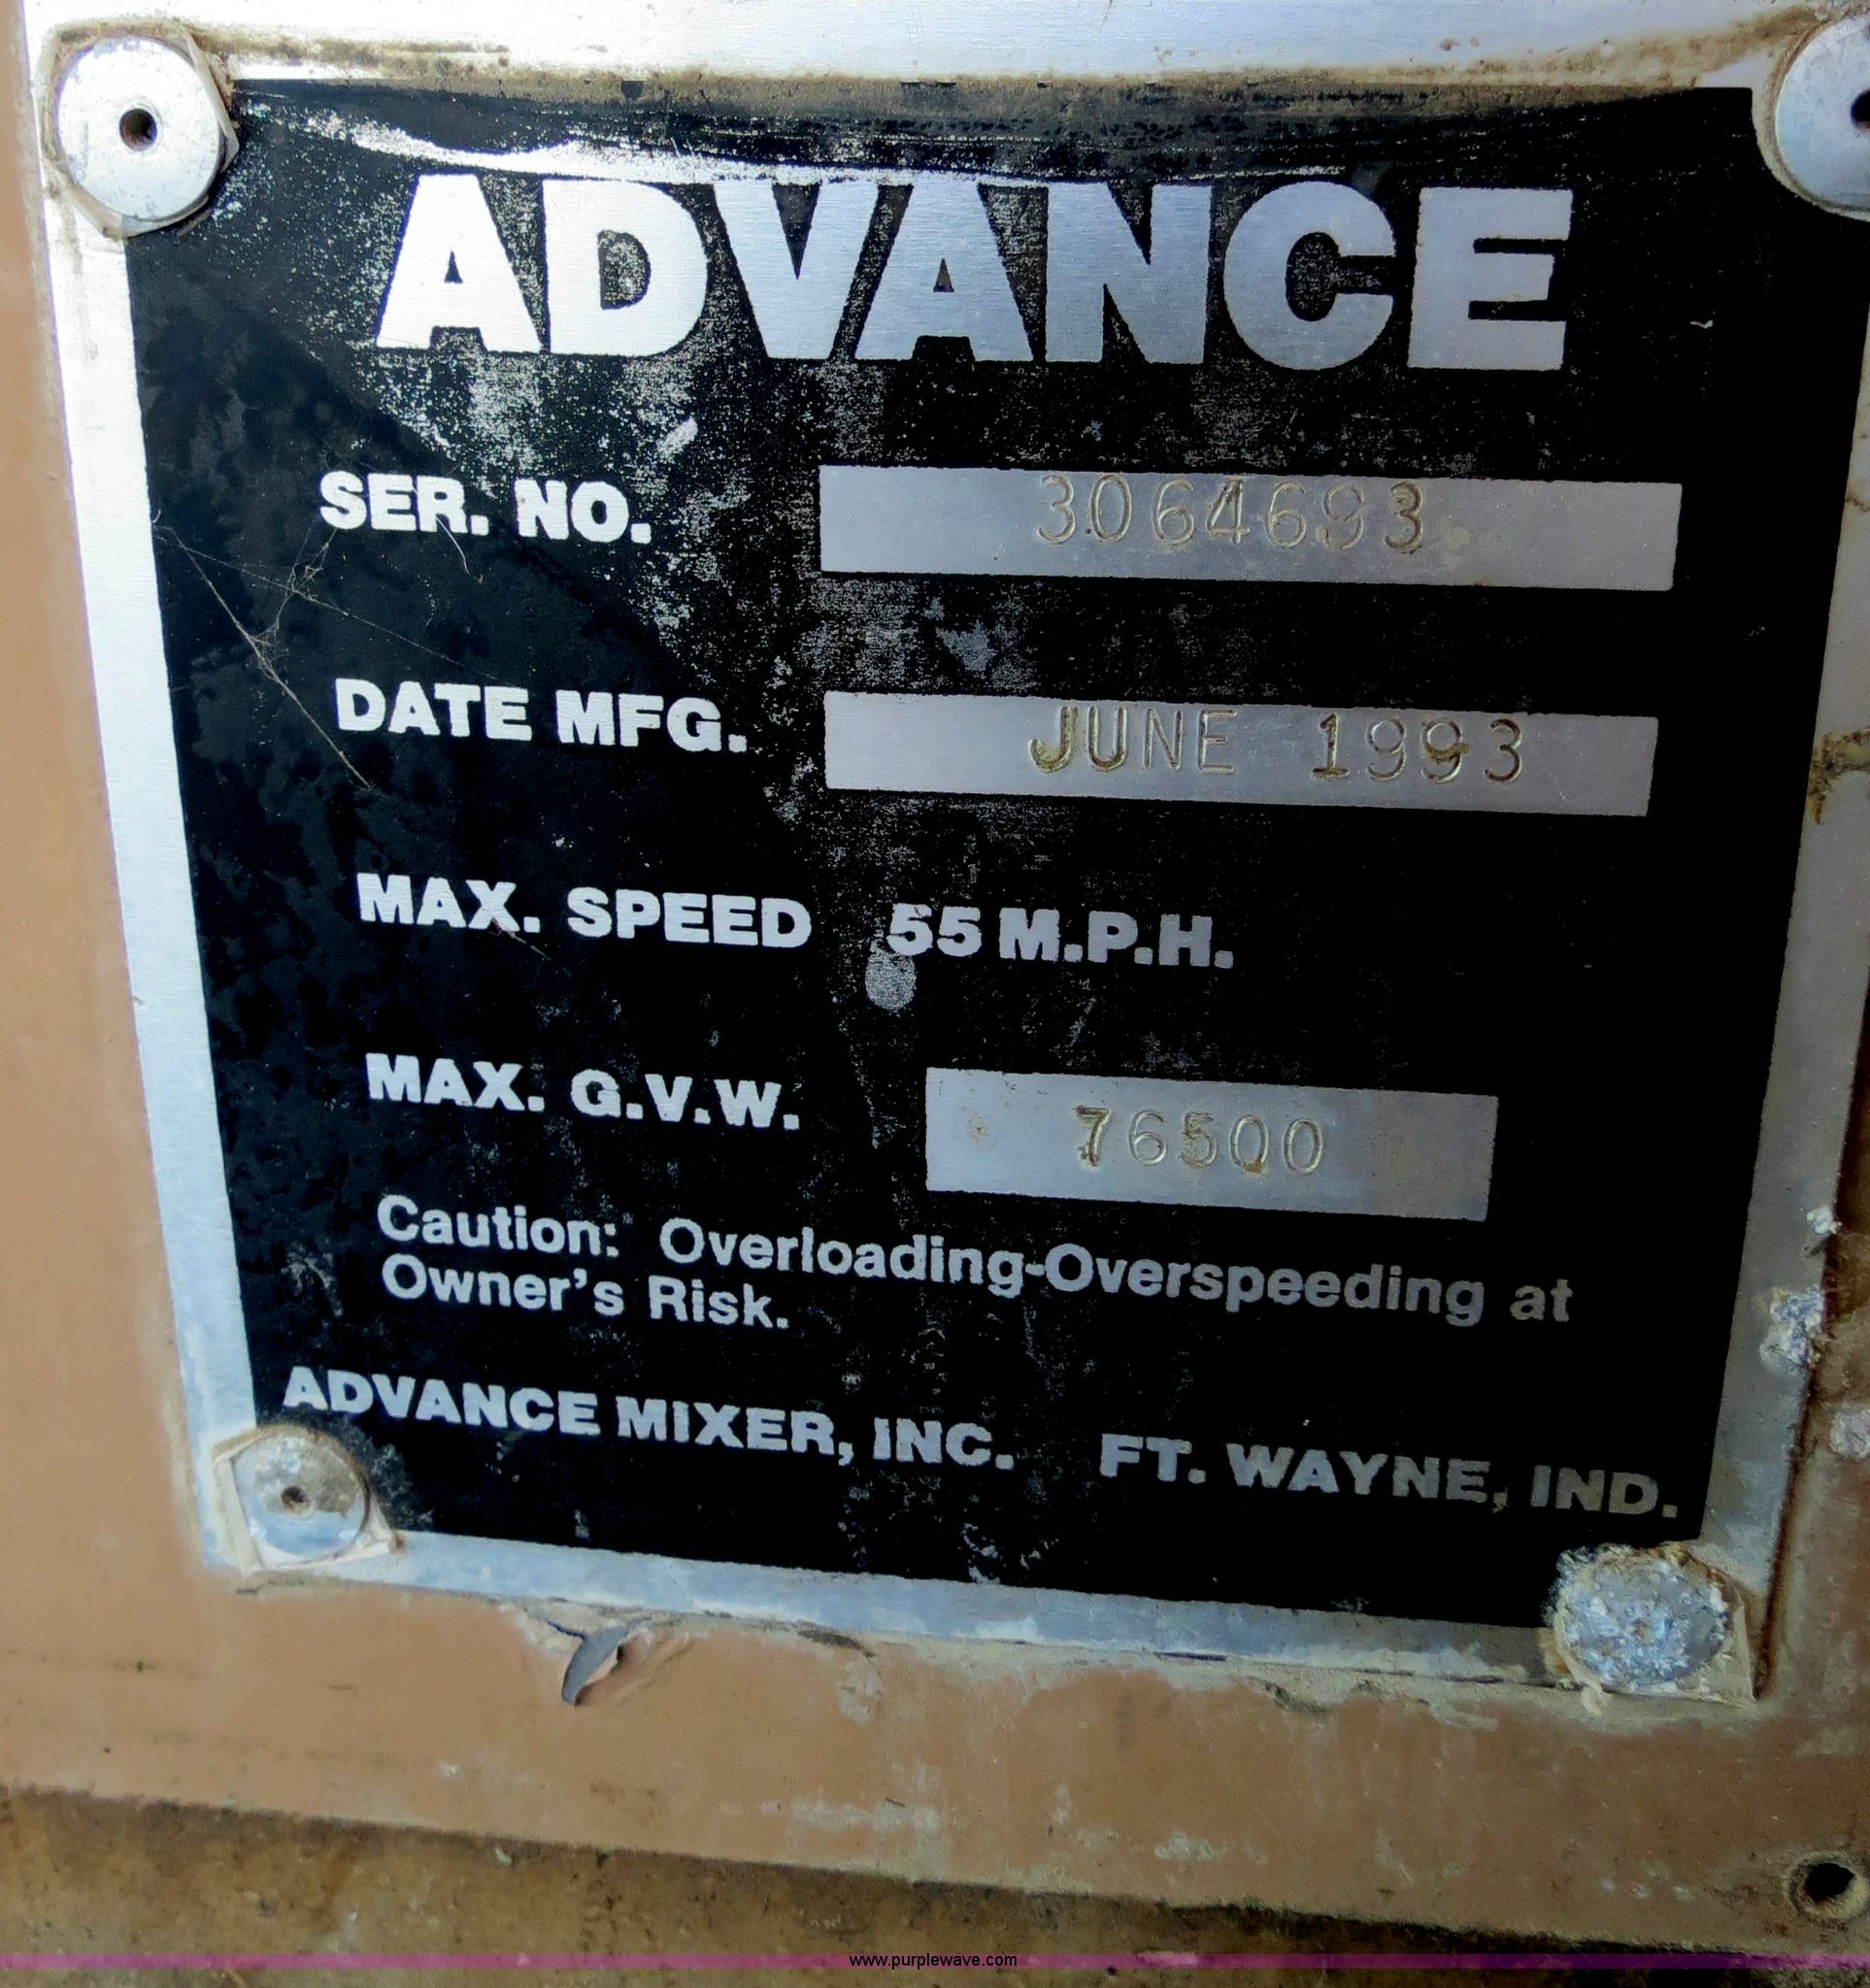 ADVANCE
SER. NO. 3064693
DATE MFG. JUNE 1993
MAX. SPEED 55 M.P.H.
MAX. G.V.W. 76500
Caution: Overloading-Overspeeding at
Owner's Risk.
ADVANCE MIXER, INC. FT. WAYNE, IND.
www.purplewave.com